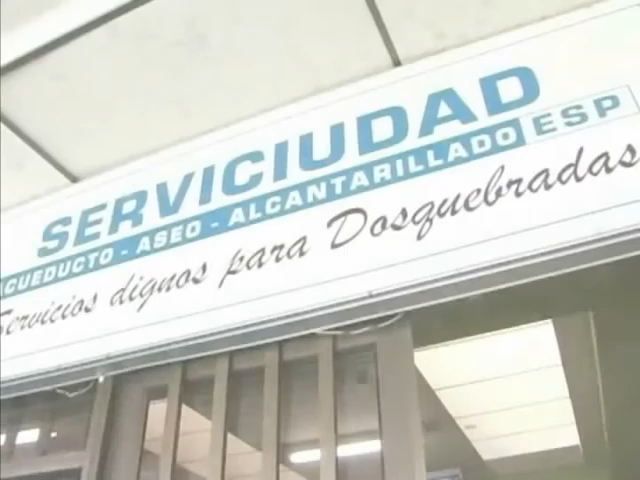 SERVICIUDAD
ACUEDUCTO - ASEO - ALCANTARILLADO ESP
Servicios dignos para Dosquebradas